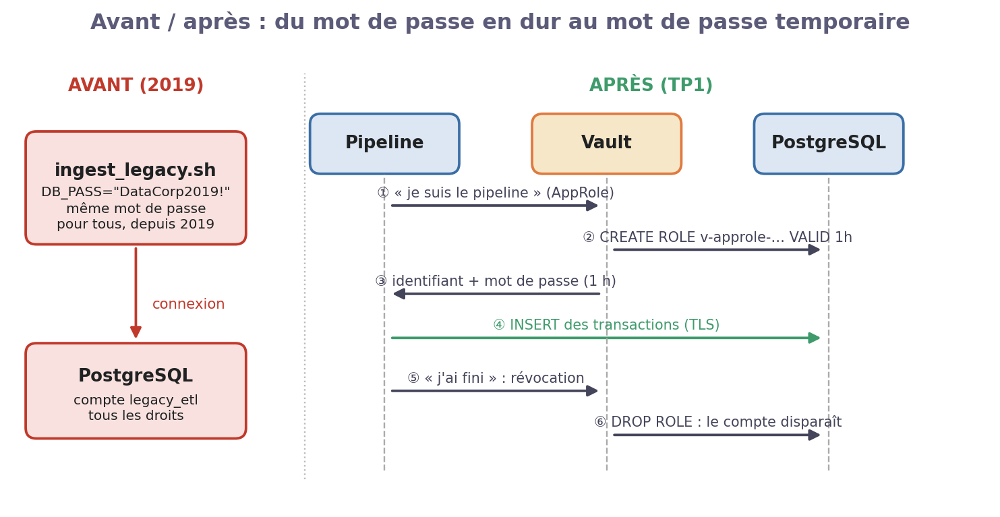 Avant / après : du mot de passe en dur au mot de passe temporaire
AVANT (2019)
ingest_legacy.sh
DB_PASS="DataCorp2019!"
même mot de passe
pour tous, depuis 2019
connexion
PostgreSQL
compte legacy_etl
tous les droits
APRÈS (TP1)
Pipeline
Vault
PostgreSQL
① « je suis le pipeline » (AppRole)
② CREATE ROLE v-approle-... VALID 1h
③ identifiant + mot de passe (1 h)
④ INSERT des transactions (TLS)
⑤ « j'ai fini » : révocation
⑥ DROP ROLE : le compte disparaît